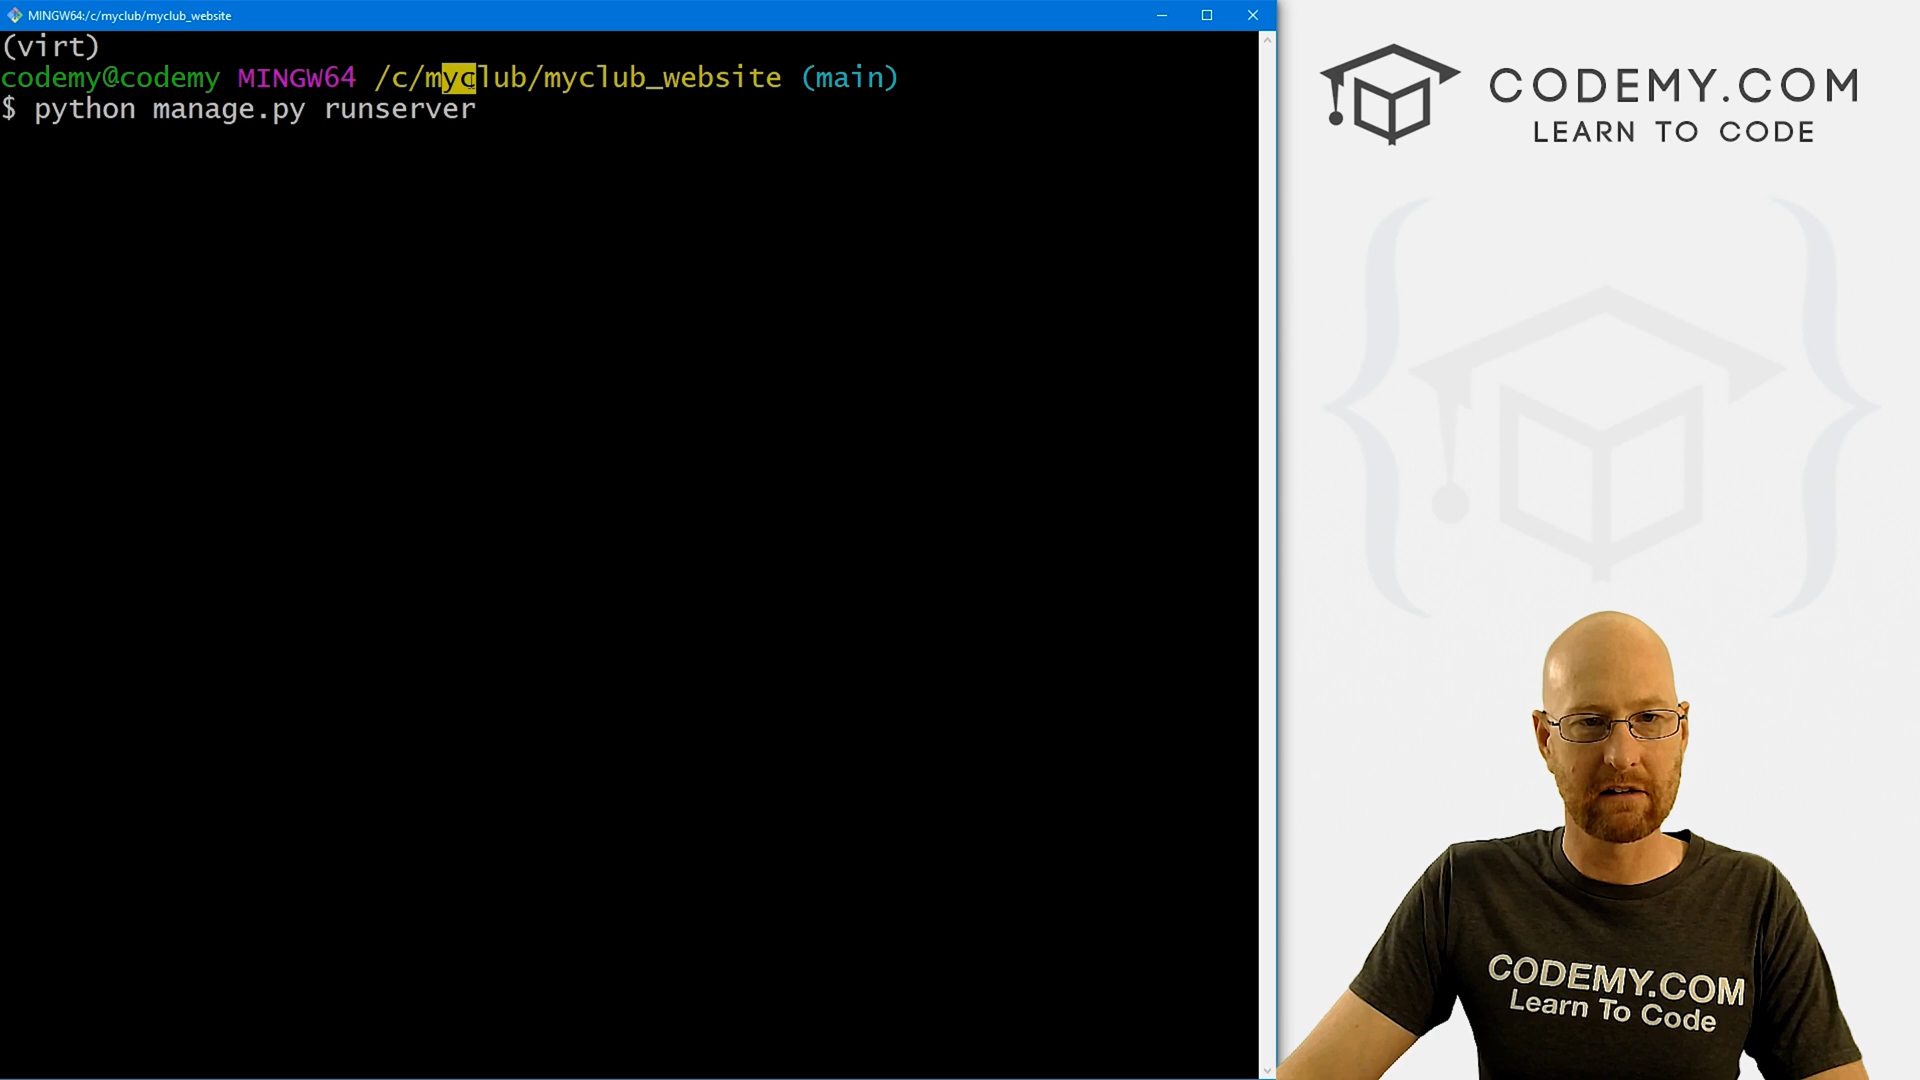 MINGW64:/c/myclub/myclub_website
(virt)
codemy@codemy MINGW64 /c/myclub/myclub_website (main)
$ python manage.py runserver
CODEMY.COM
LEARN TO CODE
CODEMY.COM
Learn To Code